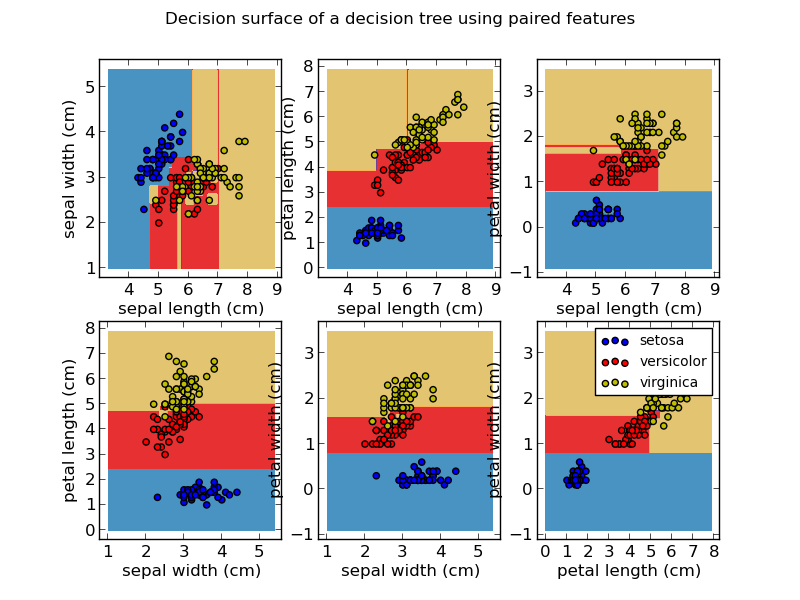 Decision surface of a decision tree using paired features
sepal width (cm)
5
4
3
2
1
4 5 6 7 8 9
sepal length (cm)
petal length (cm)
8
7
6
5
4
3
2
1
0
4 5 6 7 8 9
sepal length (cm)
petal width (cm)
3
2
1
0
−1
4 5 6 7 8 9
sepal length (cm)
petal length (cm)
8
7
6
5
4
3
2
1
0
1 2 3 4 5
sepal width (cm)
petal width (cm)
3
2
1
0
−1
1 2 3 4 5
sepal width (cm)
petal width (cm)
3
2
1
0
−1
0 1 2 3 4 5 6 7 8
petal length (cm)
setosa
versicolor
virginica